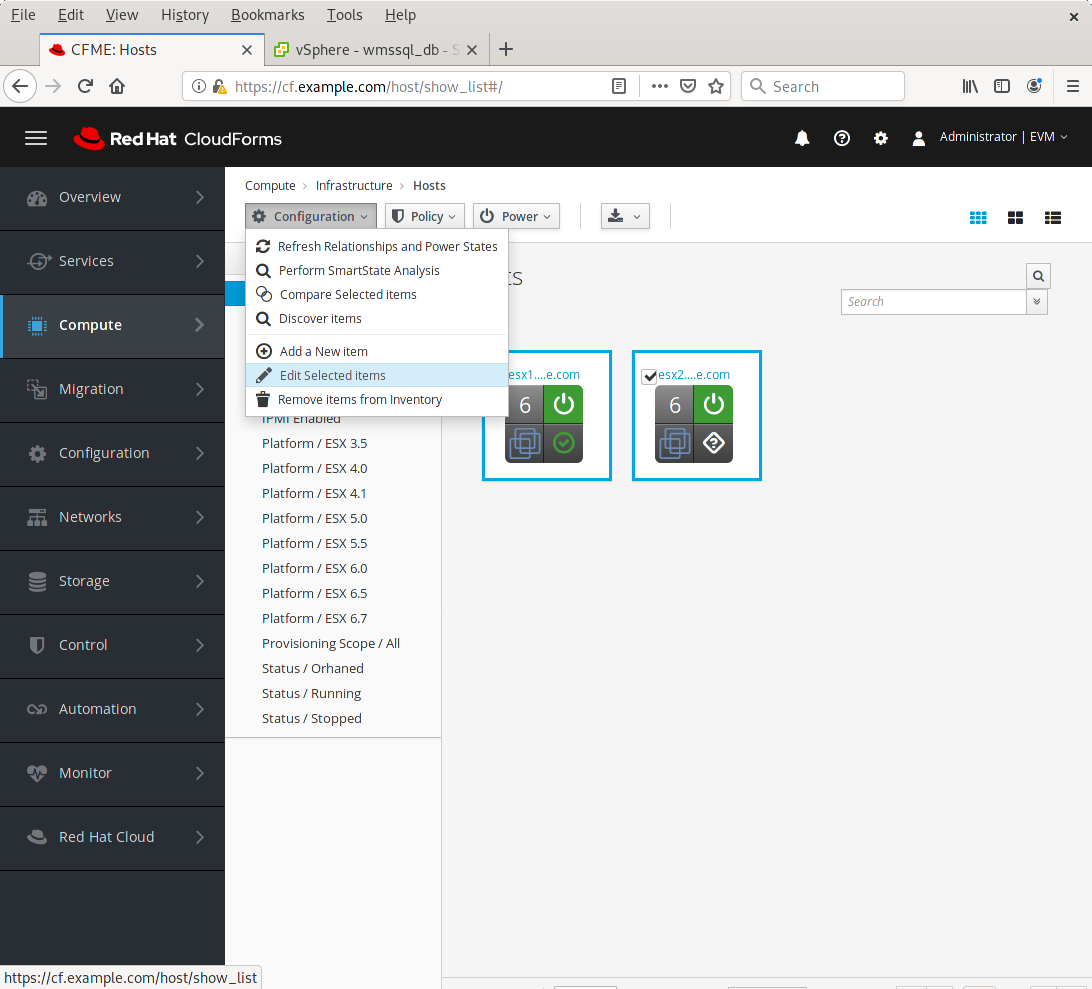 File Edit View History Bookmarks Tools Help
CFME: Hosts
vSphere - wmssql_db - S
https://cf.example.com/host/show_list#/
Search
Red Hat CloudForms
Administrator | EVM
Overview
Services
Compute
Migration
Configuration
Networks
Storage
Control
Automation
Monitor
Red Hat Cloud
Compute Infrastructure Hosts
Configuration Policy Power
Refresh Relationships and Power States
Perform SmartState Analysis
Compare Selected items
Discover items
Add a New item
Edit Selected items
Remove items from Inventory
IPMI Enabled
Platform / ESX 3.5
Platform / ESX 4.0
Platform / ESX 4.1
Platform / ESX 5.0
Platform / ESX 5.5
Platform / ESX 6.0
Platform / ESX 6.5
Platform / ESX 6.7
Provisioning Scope / All
Status / Orhaned
Status / Running
Status / Stopped
ts
Search
esx1....e.com
6
esx2....e.com
6
https://cf.example.com/host/show_list